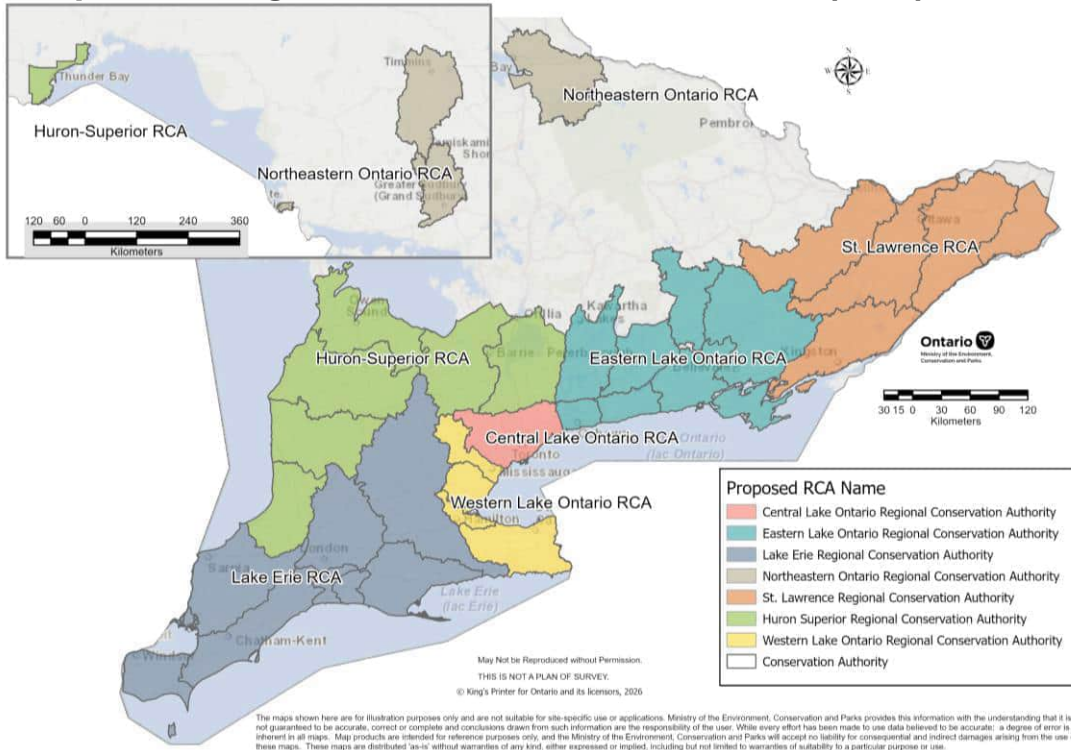 Thunder Bay
Timmins
Huron-Superior RCA
Northeastern Ontario RCA
Greater Sudbury
(Grand Sudbury)
120 60 0 120 240 360
Kilometers
Bay
Northeastern Ontario RCA
N
W E
S
St. Lawrence RCA
Ottawa
Owen
Sound
Kawartha
Lakes
Huron-Superior RCA
Barrie
Eastern Lake Ontario RCA
Kingston
Belleville
Ontario
Ministry of the Environment,
Conservation and Parks
30 15 0 30 60 90 120
Kilometers
Central Lake Ontario RCA
Ontario
(lac Ontario)
Toronto
Western Lake Ontario RCA
Hamilton
London
Sarnia
Lake Erie RCA
Lake Erie
(lac Érié)
Chatham-Kent
Windsor
Proposed RCA Name
Central Lake Ontario Regional Conservation Authority
Eastern Lake Ontario Regional Conservation Authority
Lake Erie Regional Conservation Authority
Northeastern Ontario Regional Conservation Authority
St. Lawrence Regional Conservation Authority
Huron Superior Regional Conservation Authority
Western Lake Ontario Regional Conservation Authority
Conservation Authority
May Not be Reproduced without Permission.
THIS IS NOT A PLAN OF SURVEY.
© King's Printer for Ontario and its licensors, 2026
The maps shown here are for illustration purposes only and are not suitable for site-specific use or applications. Ministry of the Environment, Conservation and Parks provides this information with the understanding that it is
not guaranteed to be accurate, correct or complete and conclusions drawn from such information are the responsibility of the user. While every effort has been made to use data believed to be accurate; a degree of error is
inherent in all maps. Map products are intended for reference purposes only, and the Ministry of the Environment, Conservation and Parks will accept no liability for consequential and indirect damages arising from the use
these maps. These maps are distributed 'as-is' without warranties of any kind, either expressed or implied, including but not limited to warranties of suitability to a particular purpose or use.